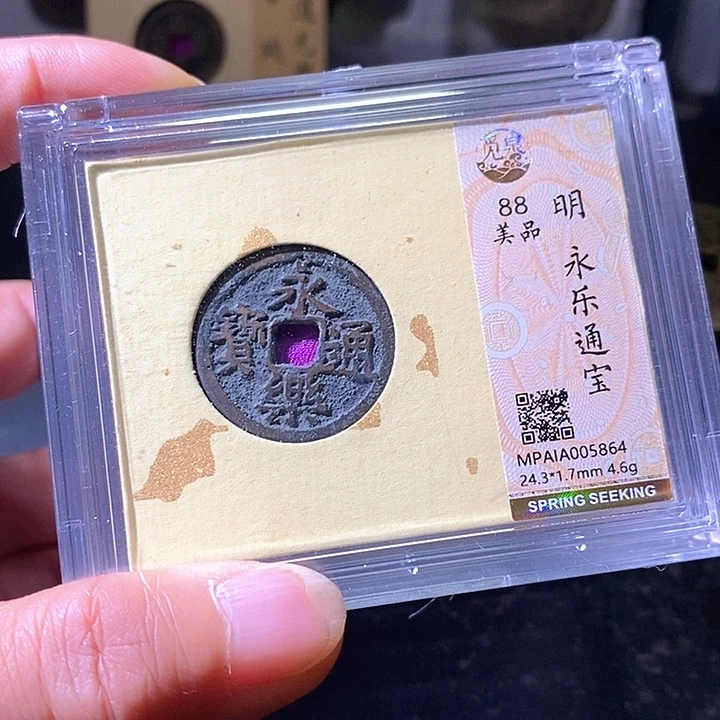 永樂通寶
觅泉
88
美品
明
永乐通宝
MPAIA005864
24.3*1.7mm 4.6g
SPRING SEEKING